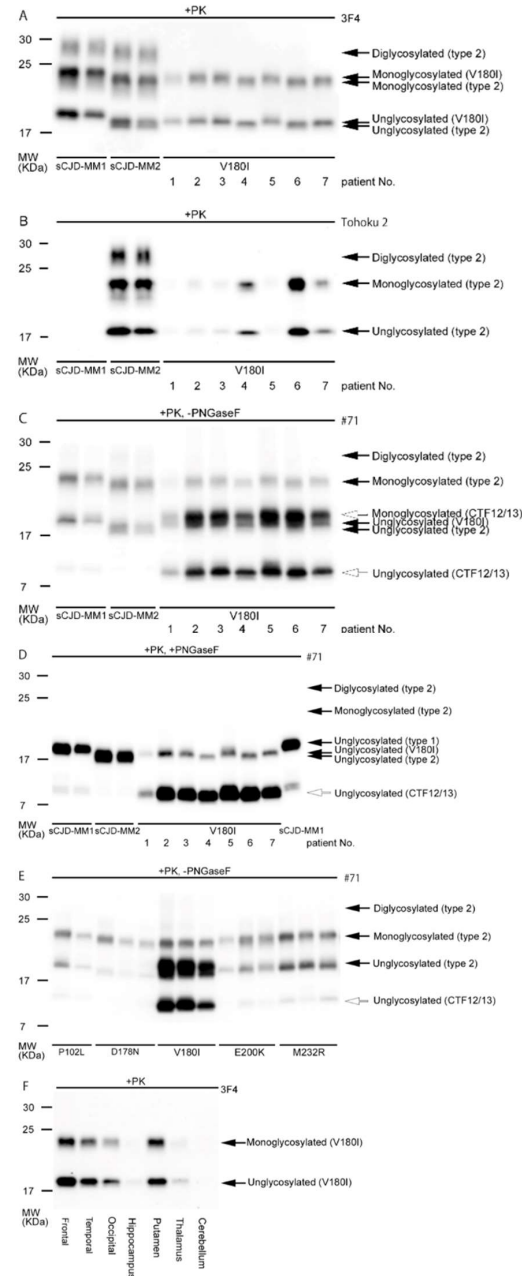 A
+PK
3F4
30
25
17
Diglycosylated (type 2)
Monoglycosylated (V180I)
Monoglycosylated (type 2)
Unglycosylated (V180I)
Unglycosylated (type 2)
MW
(KDa)
sCJD-MM1 sCJD-MM2 V180I
1 2 3 4 5 6 7 patient No.
B
+PK
Tohoku 2
30
25
17
Diglycosylated (type 2)
Monoglycosylated (type 2)
Unglycosylated (type 2)
MW
(KDa)
sCJD-MM1 sCJD-MM2 V180I
1 2 3 4 5 6 7 patient No.
C
+PK, -PNGaseF
#71
30
25
17
7
Diglycosylated (type 2)
Monoglycosylated (type 2)
Monoglycosylated (CTF12/13)
Unglycosylated (V180I)
Unglycosylated (type 2)
Unglycosylated (CTF12/13)
MW
(KDa)
sCJD-MM1 sCJD-MM2 V180I
1 2 3 4 5 6 7 patient No.
D
+PK, +PNGaseF
#71
30
25
17
7
Diglycosylated (type 2)
Monoglycosylated (type 2)
Unglycosylated (type 1)
Unglycosylated (V180I)
Unglycosylated (type 2)
Unglycosylated (CTF12/13)
MW
(KDa)
sCJD-MM1 sCJD-MM2 V180I sCJD-MM1
1 2 3 4 5 6 7 patient No.
E
+PK, -PNGaseF
#71
30
25
17
7
Diglycosylated (type 2)
Monoglycosylated (type 2)
Unglycosylated (type 2)
Unglycosylated (CTF12/13)
MW
(KDa)
P102L D178N V180I E200K M232R
F
+PK
3F4
30
25
17
Monoglycosylated (V180I)
Unglycosylated (V180I)
MW
(KDa)
Frontal
Temporal
Occipital
Hippocampus
Putamen
Thalamus
Cerebellum